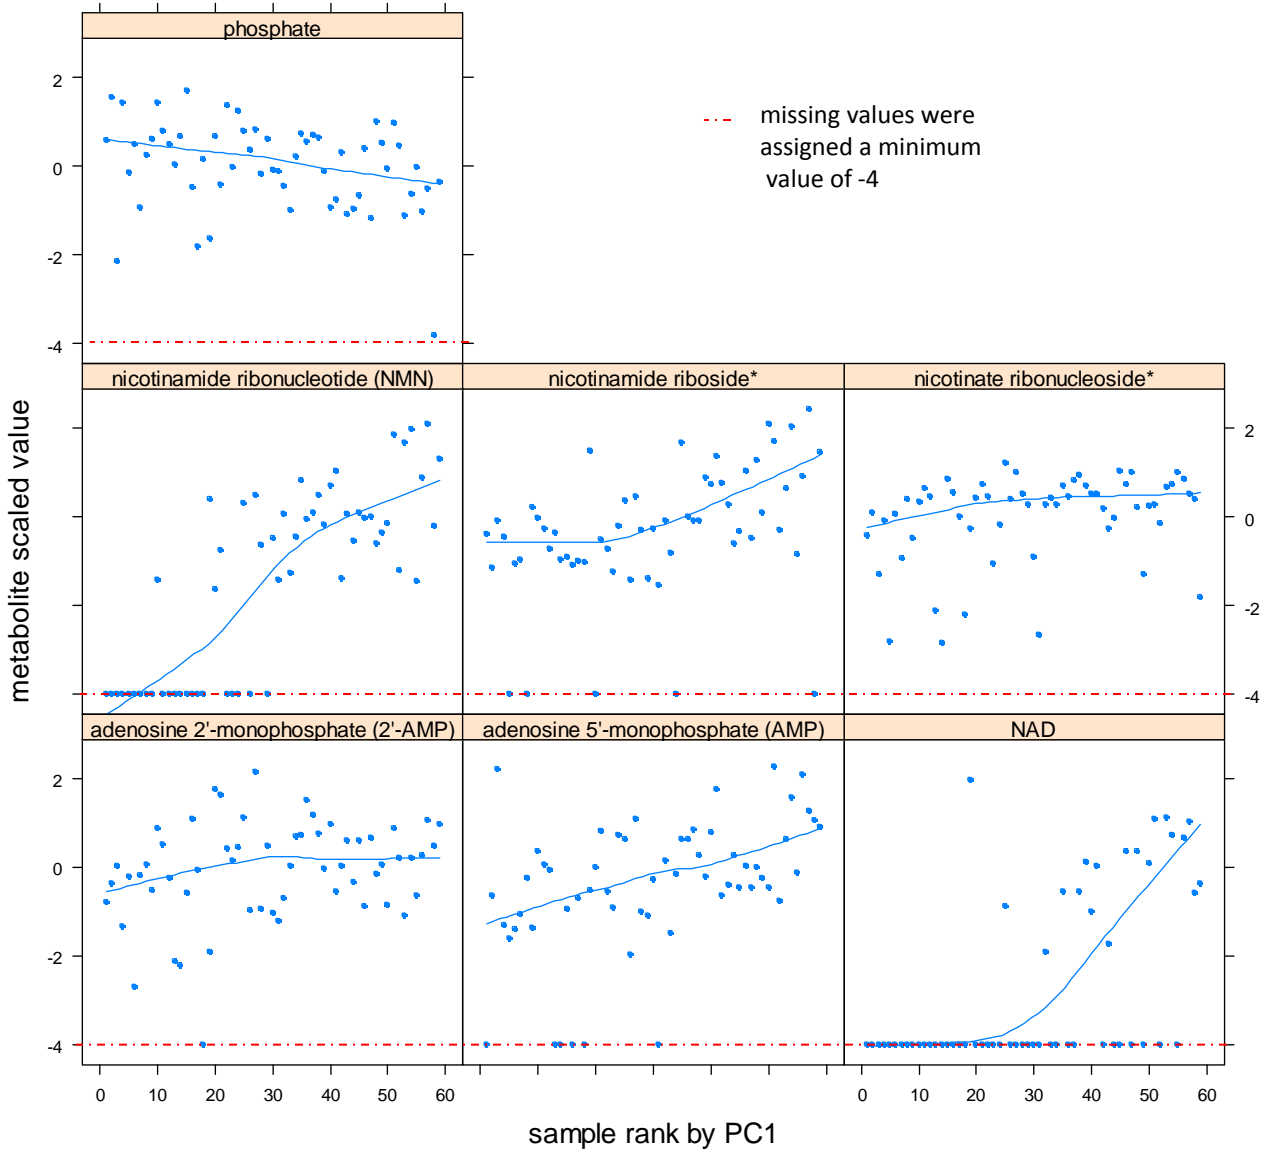 phosphate
2
0
-2
-4
missing values were
assigned a minimum
value of -4
nicotinamide ribonucleotide (NMN)
nicotinamide riboside*
nicotinate ribonucleoside*
2
0
-2
-4
metabolite scaled value
adenosine 2'-monophosphate (2'-AMP)
adenosine 5'-monophosphate (AMP)
NAD
2
0
-2
-4
0 10 20 30 40 50 60
0 10 20 30 40 50 60
sample rank by PC1